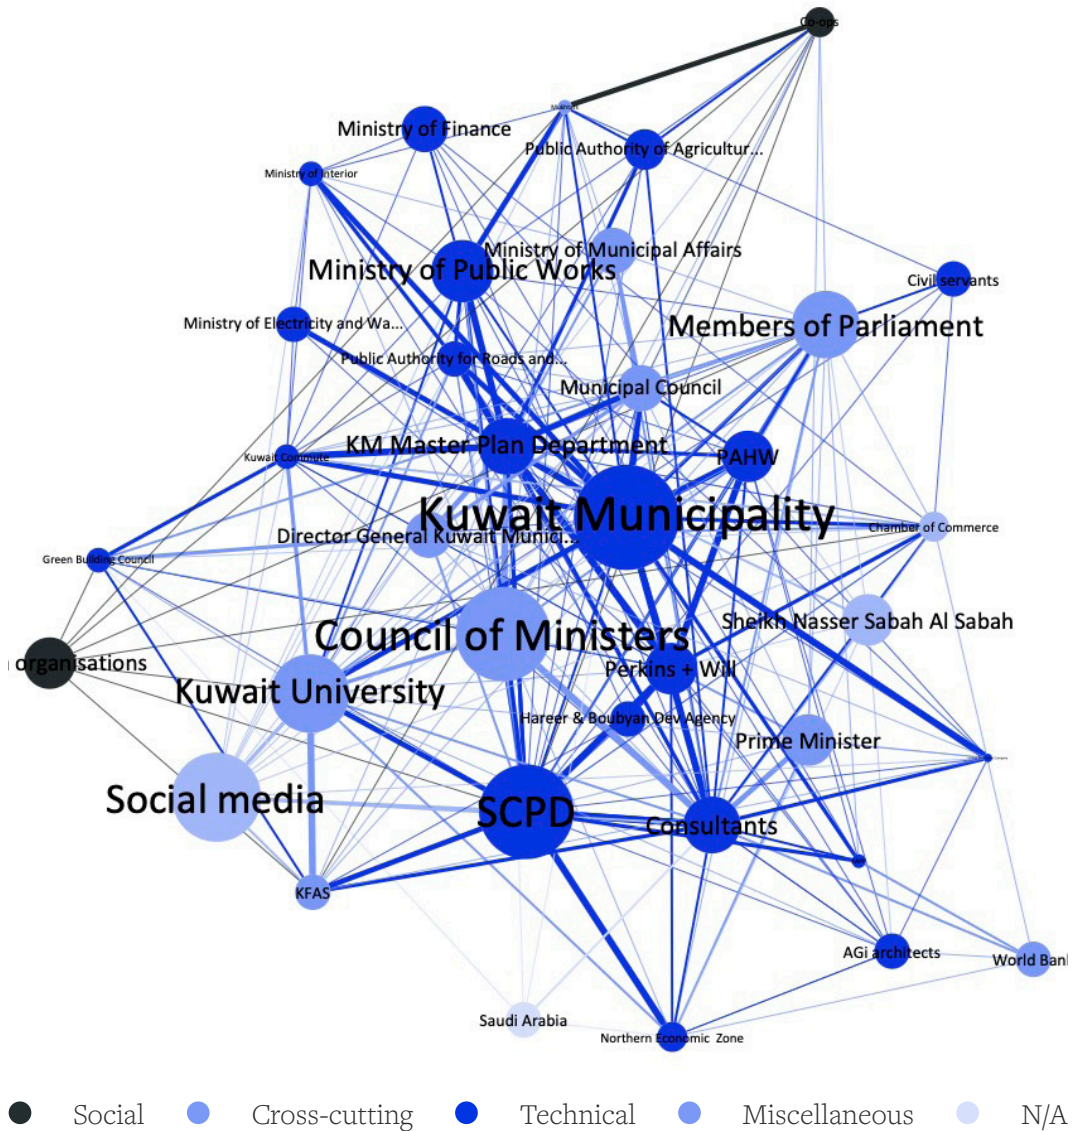 Co-ops
Ministry of Finance
Public Authority of Agricultur...
Ministry of Interior
Ministry of Municipal Affairs
Ministry of Public Works
Civil servants
Ministry of Electricity and Wa...
Members of Parliament
Public Authority for Roads and...
Municipal Council
KM Master Plan Department
Kuwait Commute
PAHW
Kuwait Municipality
Chamber of Commerce
Director General Kuwait Munici...
Green Building Council
Sheikh Nasser Sabah Al Sabah
Council of Ministers
organisations
Perkins + Will
Kuwait University
Hareer & Boubyan Dev Agency
Prime Minister
Social media
SCPD
Consultants
KFAS
AGi architects
World Ban
Saudi Arabia
Northern Economic Zone
Social Cross-cutting Technical Miscellaneous N/A